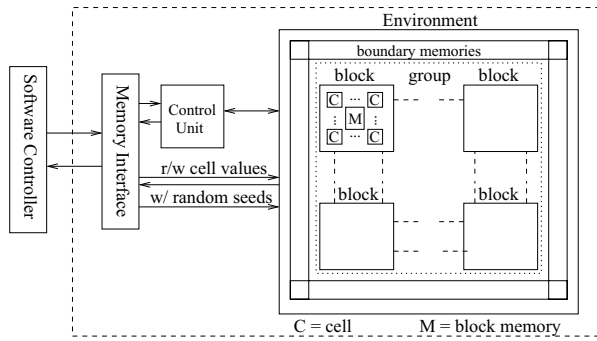 Environment
boundary memories
block group block
C ... C
⋮ M ⋮
C ... C
block block
Software Controller
Memory Interface
Control
Unit
r/w cell values
w/ random seeds
C = cell M = block memory